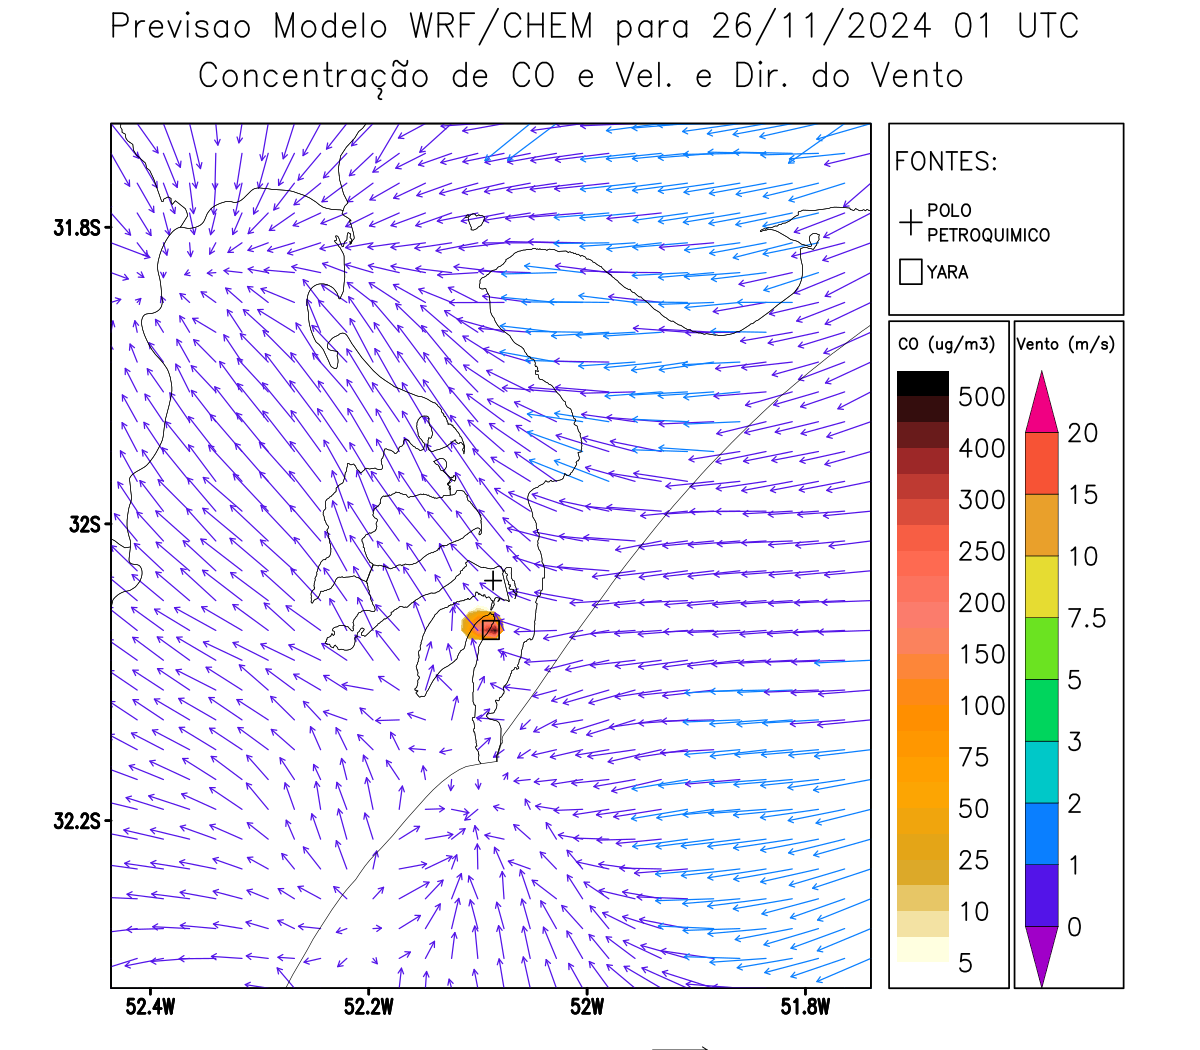 Previsao Modelo WRF/CHEM para 26/11/2024 01 UTC
Concentração de CO e Vel. e Dir. do Vento
FONTES:
POLO
PETROQUIMICO
YARA
CO (ug/m3)
500
400
300
250
200
150
100
75
50
25
10
5
Vento (m/s)
20
15
10
7.5
5
3
2
1
0
31.8S
32S
32.2S
52.4W
52.2W
52W
51.8W